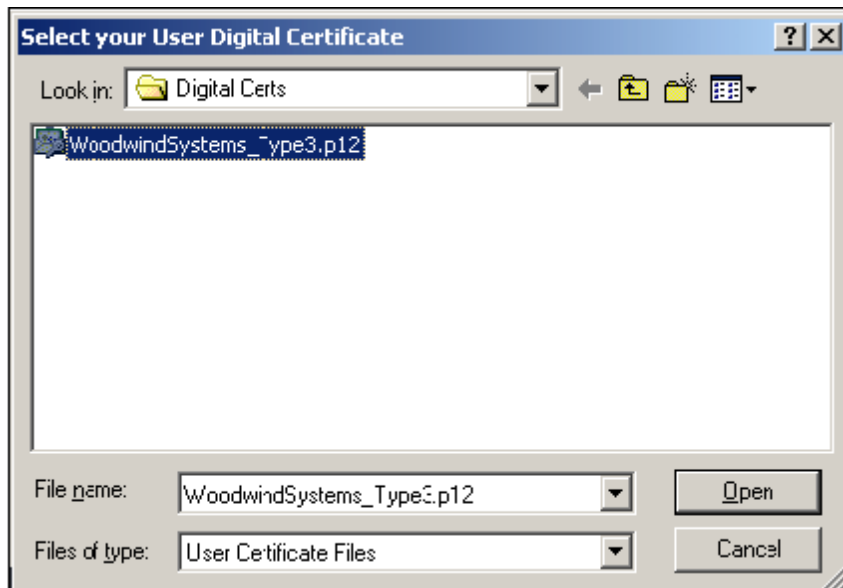 Select your User Digital Certificate
Look in: Digital Certs
WoodwindSystems_Type3.p12
File name: WoodwindSystems_Type3.p12 Open
Files of type: User Certificate Files Cancel